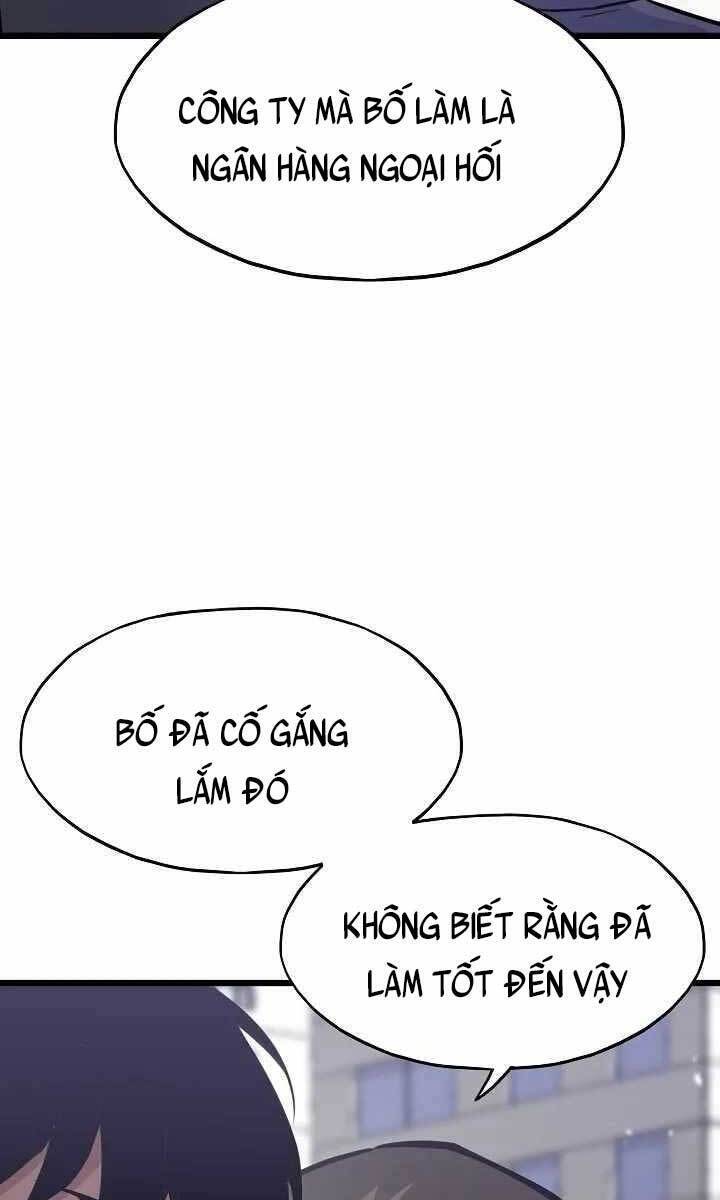 CÔNG TY MÀ BỐ LÀM LÀ
NGÂN HÀNG NGOẠI HỐI
BỐ ĐÃ CỐ GẮNG
LẮM ĐÓ
KHÔNG BIẾT RẰNG ĐÃ
LÀM TỐT ĐẾN VẬY